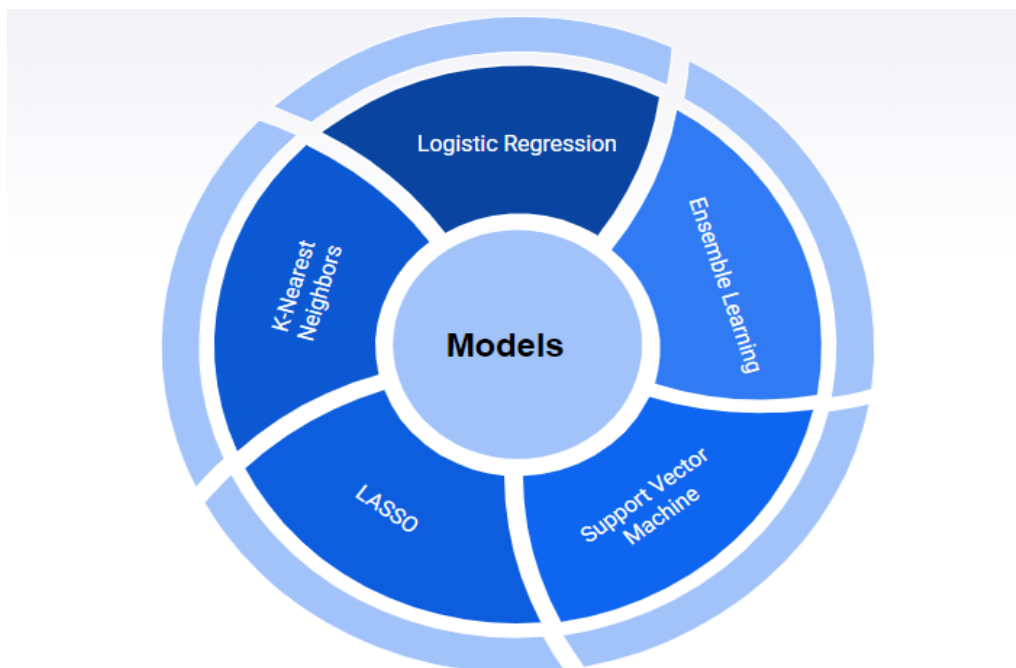 Logistic Regression
Ensemble Learning
Support Vector
Machine
LASSO
K-Nearest
Neighbors
Models